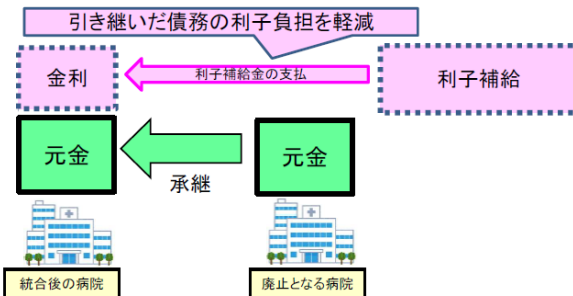 引き継いだ債務の利子負担を軽減
金利
利子補給金の支払
利子補給
元金
元金
承継
統合後の病院
廃止となる病院